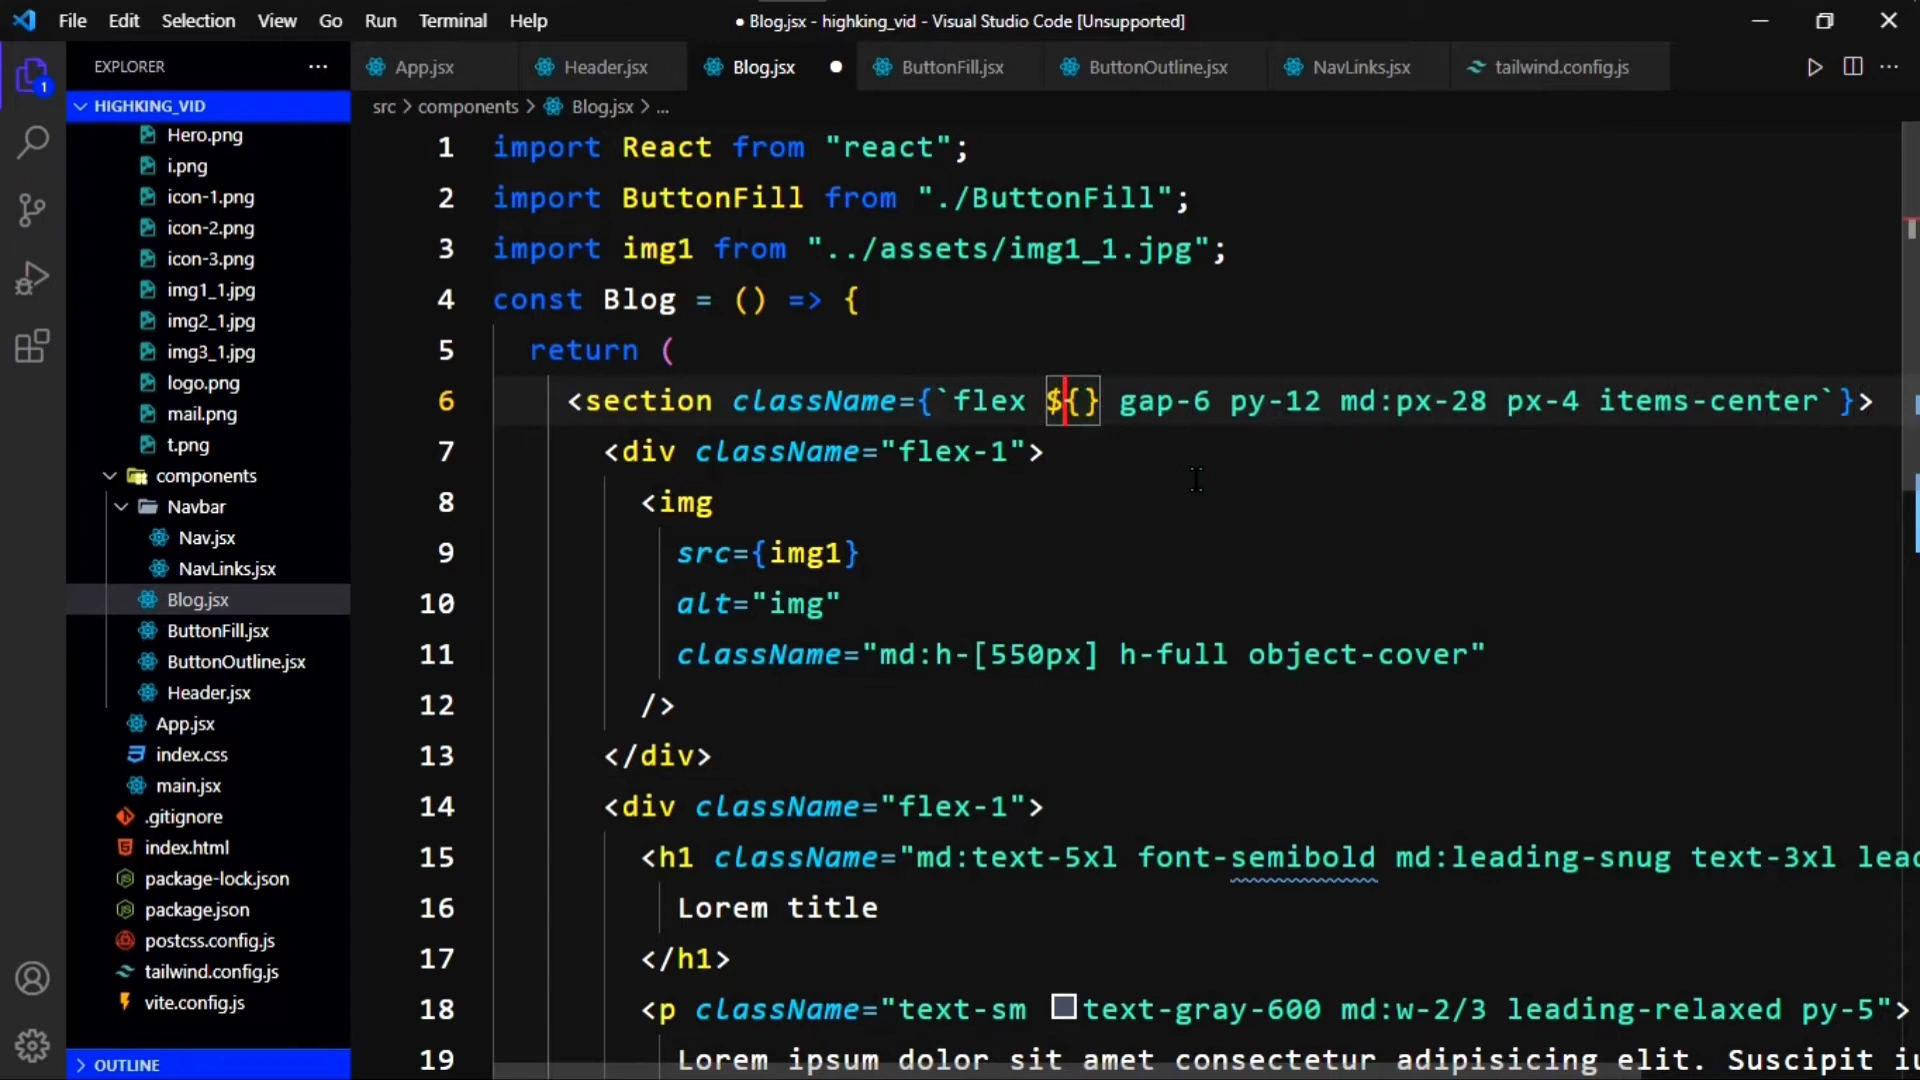 File Edit Selection View Go Run Terminal Help
● Blog.jsx - highking_vid - Visual Studio Code [Unsupported]
EXPLORER
App.jsx
Header.jsx
Blog.jsx
ButtonFill.jsx
ButtonOutline.jsx
NavLinks.jsx
tailwind.config.js
1
HIGHKING_VID
src > components > Blog.jsx > ...
Hero.png
i.png
icon-1.png
icon-2.png
icon-3.png
img1_1.jpg
img2_1.jpg
img3_1.jpg
logo.png
mail.png
t.png
components
Navbar
Nav.jsx
NavLinks.jsx
Blog.jsx
ButtonFill.jsx
ButtonOutline.jsx
Header.jsx
App.jsx
index.css
main.jsx
.gitignore
index.html
package-lock.json
package.json
postcss.config.js
tailwind.config.js
vite.config.js
OUTLINE
1 import React from "react";
2 import ButtonFill from "./ButtonFill";
3 import img1 from "../assets/img1_1.jpg";
4 const Blog = () => {
5 return (
6 <section className={`flex ${} gap-6 py-12 md:px-28 px-4 items-center`}>
7 <div className="flex-1">
8 <img
9 src={img1}
10 alt="img"
11 className="md:h-[550px] h-full object-cover"
12 />
13 </div>
14 <div className="flex-1">
15 <h1 className="md:text-5xl font-semibold md:leading-snug text-3xl lead
16 Lorem title
17 </h1>
18 <p className="text-sm text-gray-600 md:w-2/3 leading-relaxed py-5">
19 Lorem ipsum dolor sit amet consectetur adipisicing elit. Suscipit iu